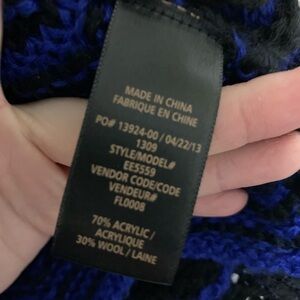 MADE IN CHINA
FABRIQUE EN CHINE
PO# 13924-00 / 04/22/13
1309
STYLE/MODEL#
EE5559
VENDOR CODE/CODE
VENDEUR#
FL0008
70% ACRYLIC /
ACRYLIQUE
30% WOOL / LAINE